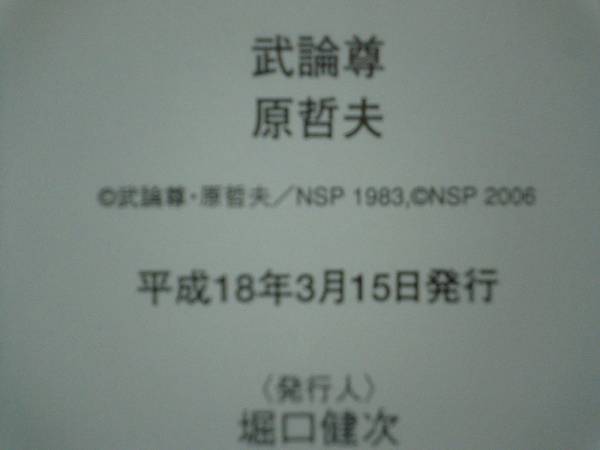 武論尊
原哲夫
©武論尊・原哲夫／NSP 1983,©NSP 2006
平成18年3月15日発行
〈発行人〉
堀口健次